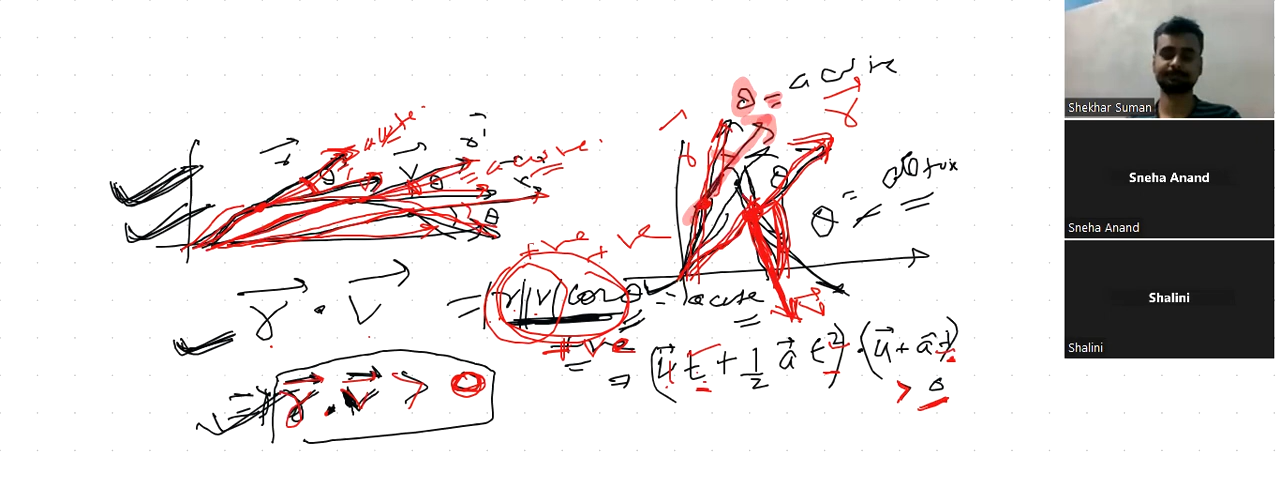 θ = acute
r
acute
r
v
r
θ
θ = acute
v
θ
θ
θ = obtuse
+ve
+ve
r · v = |r||v| cos θ → acute
+ve
v
⇒ (u t + 1/2 a t²) · (u + a t)
> 0
r · v > 0
Shekhar Suman
Sneha Anand
Sneha Anand
Shalini
Shalini